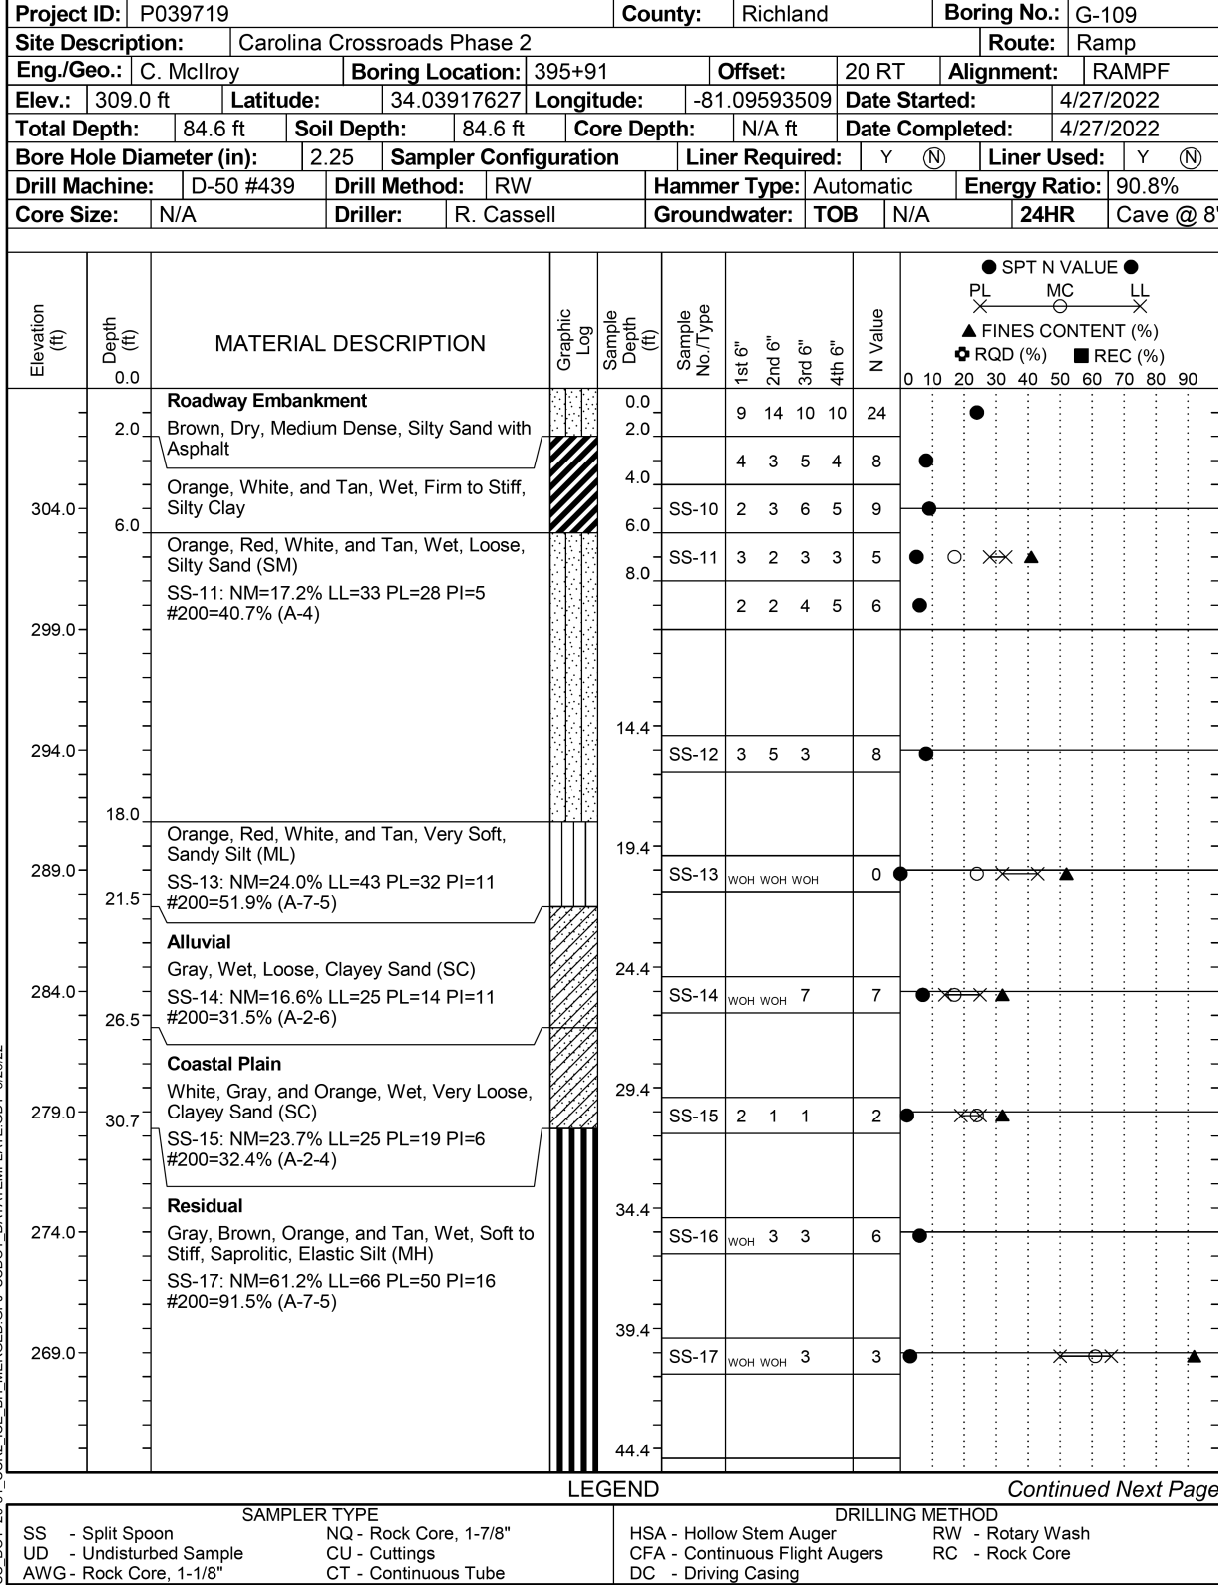 Project ID: P039719 County: Richland Boring No.: G-109
Site Description: Carolina Crossroads Phase 2 Route: Ramp
Eng./Geo.: C. McIlroy Boring Location: 395+91 Offset: 20 RT Alignment: RAMPF
Elev.: 309.0 ft Latitude: 34.03917627 Longitude: -81.09593509 Date Started: 4/27/2022
Total Depth: 84.6 ft Soil Depth: 84.6 ft Core Depth: N/A ft Date Completed: 4/27/2022
Bore Hole Diameter (in): 2.25 Sampler Configuration Liner Required: Y N Liner Used: Y N
Drill Machine: D-50 #439 Drill Method: RW Hammer Type: Automatic Energy Ratio: 90.8%
Core Size: N/A Driller: R. Cassell Groundwater: TOB N/A 24HR Cave @ 8'
Elevation (ft)
Depth (ft)
0.0
MATERIAL DESCRIPTION
Graphic Log
Sample Depth (ft)
Sample No./Type
1st 6"
2nd 6"
3rd 6"
4th 6"
N Value
SPT N VALUE
PL MC LL
FINES CONTENT (%)
RQD (%) REC (%)
0 10 20 30 40 50 60 70 80 90
Roadway Embankment
0.0
9 14 10 10 24
2.0 Brown, Dry, Medium Dense, Silty Sand with 2.0
Asphalt
4 3 5 4 8
4.0
Orange, White, and Tan, Wet, Firm to Stiff,
304.0 Silty Clay SS-10 2 3 6 5 9
6.0 6.0
Orange, Red, White, and Tan, Wet, Loose,
Silty Sand (SM) SS-11 3 2 3 3 5
8.0
SS-11: NM=17.2% LL=33 PL=28 PI=5
#200=40.7% (A-4) 2 2 4 5 6
299.0
14.4
294.0 SS-12 3 5 3 8
18.0
Orange, Red, White, and Tan, Very Soft,
Sandy Silt (ML) 19.4
289.0 SS-13 WOH WOH WOH 0
SS-13: NM=24.0% LL=43 PL=32 PI=11
21.5 #200=51.9% (A-7-5)
Alluvial
Gray, Wet, Loose, Clayey Sand (SC) 24.4
284.0 SS-14: NM=16.6% LL=25 PL=14 PI=11 SS-14 WOH WOH 7 7
26.5 #200=31.5% (A-2-6)
Coastal Plain
White, Gray, and Orange, Wet, Very Loose, 29.4
279.0 Clayey Sand (SC) SS-15 2 1 1 2
30.7
SS-15: NM=23.7% LL=25 PL=19 PI=6
#200=32.4% (A-2-4)
Residual 34.4
274.0 Gray, Brown, Orange, and Tan, Wet, Soft to SS-16 WOH 3 3 6
Stiff, Saprolitic, Elastic Silt (MH)
SS-17: NM=61.2% LL=66 PL=50 PI=16
#200=91.5% (A-7-5)
39.4
269.0 SS-17 WOH WOH 3 3
44.4
LEGEND Continued Next Page
SAMPLER TYPE DRILLING METHOD
SS - Split Spoon NQ - Rock Core, 1-7/8" HSA - Hollow Stem Auger RW - Rotary Wash
UD - Undisturbed Sample CU - Cuttings CFA - Continuous Flight Augers RC - Rock Core
AWG - Rock Core, 1-1/8" CT - Continuous Tube DC - Driving Casing